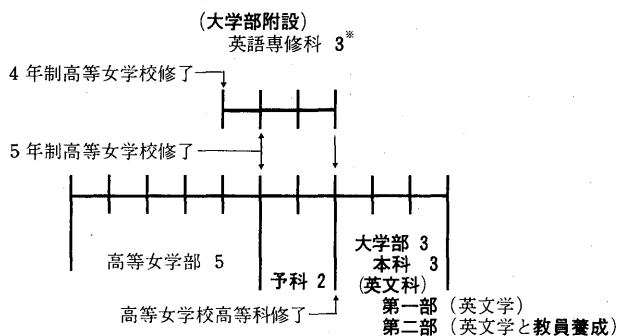 (大学部附設)
英語専修科 3※
4年制高等女学校修了
5年制高等女学校修了
高等女学部 5
予科 2
大学部 3
本科 3
(英文科)
高等女学校高等科修了
第一部 (英文学)
第二部 (英文学と教員養成)